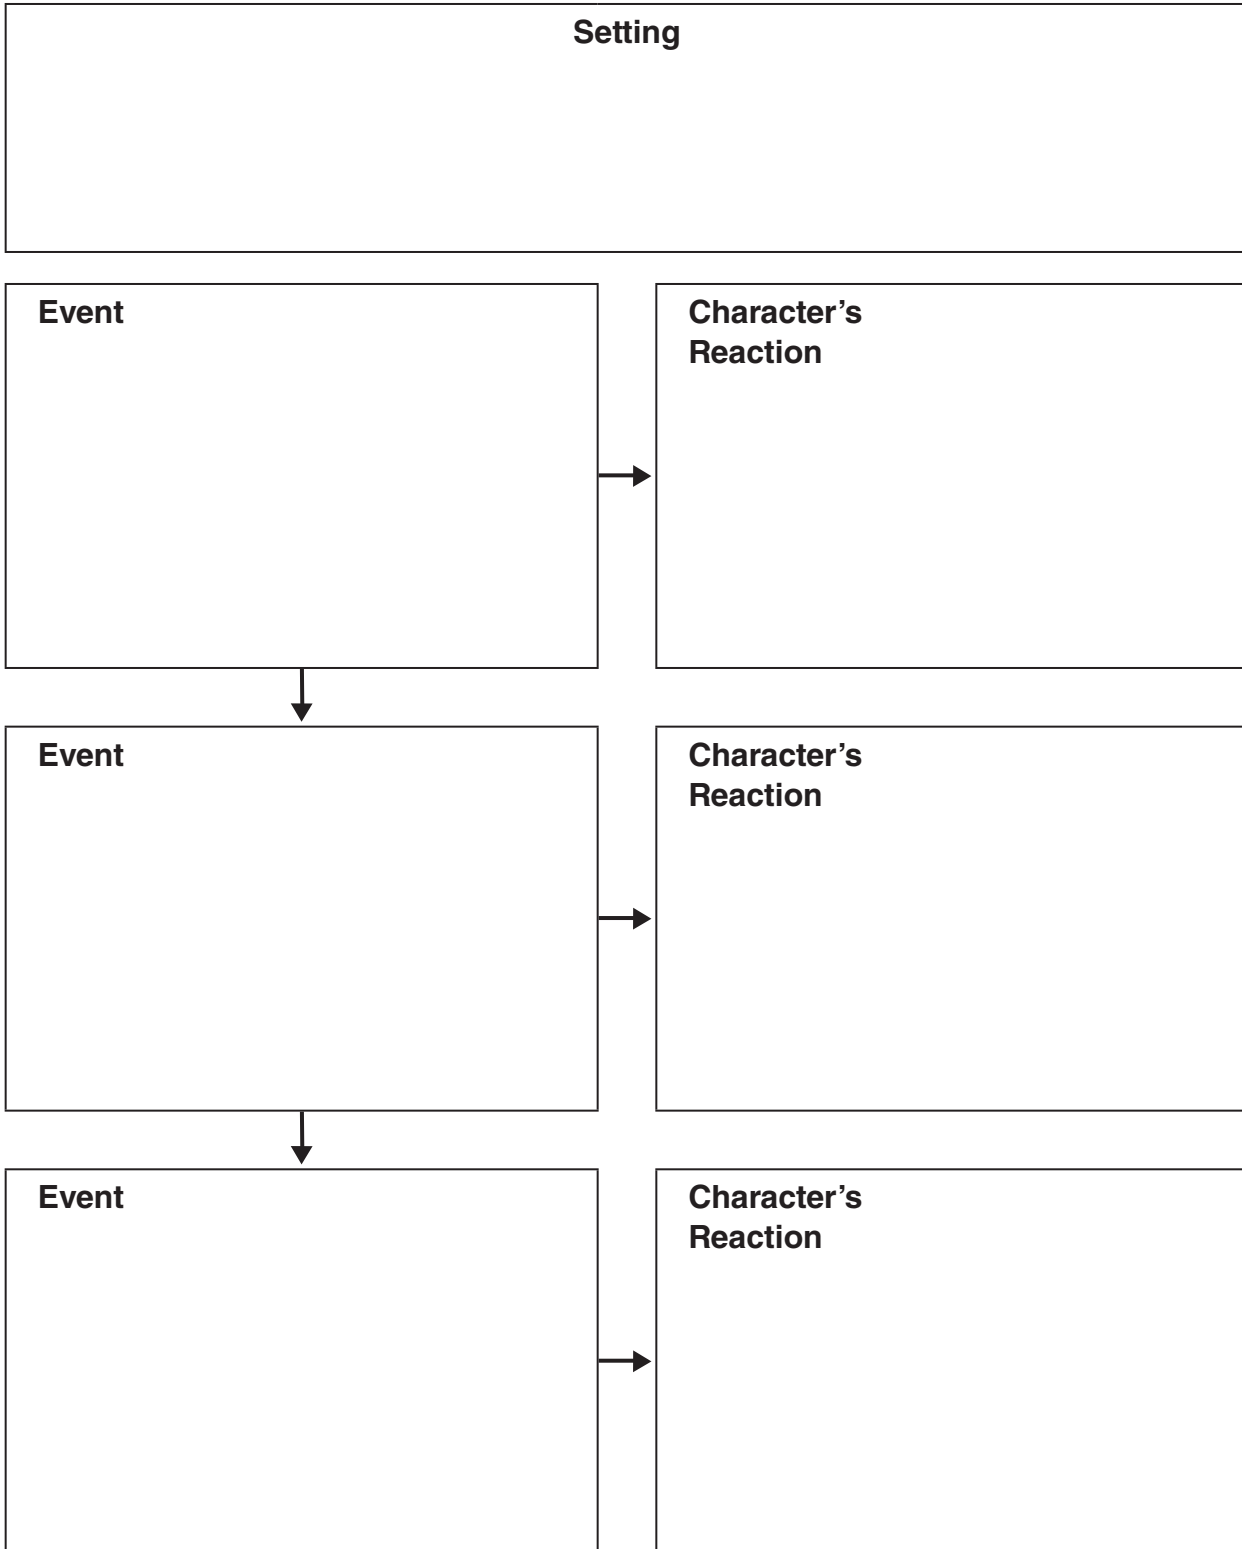 Setting
Event
Character’s
Reaction
Event
Character’s
Reaction
Event
Character’s
Reaction